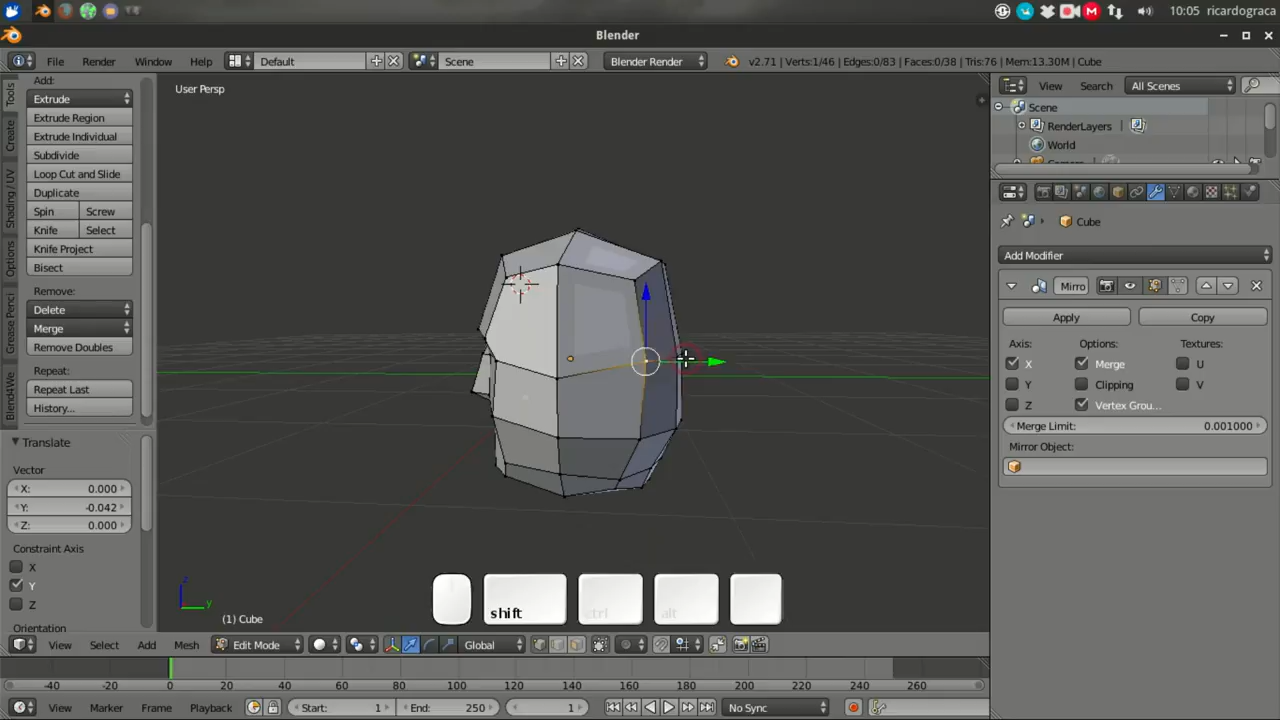 10:05 ricardograca
Blender
File Render Window Help Default Scene Blender Render v2.71 | Verts:1/46 | Edges:0/83 | Faces:0/38 | Tris:76 | Mem:13.30M | Cube
Tools
Create
Shading / UV
Options
Grease Penci
Blend4We
Add:
Extrude
Extrude Region
Extrude Individual
Subdivide
Loop Cut and Slide
Duplicate
Spin Screw
Knife Select
Knife Project
Bisect
Remove:
Delete
Merge
Remove Doubles
Repeat:
Repeat Last
History...
Translate
Vector
X: 0.000
Y: -0.042
Z: 0.000
Constraint Axis
X
Y
Z
Orientation
User Persp
z
y
(1) Cube
shift
ctrl
alt
View Select Add Mesh Edit Mode Global
-40 -20 0 20 40 60 80 100 120 140 160 180 200 220 240 260
View Marker Frame Playback Start: 1 End: 250 1 No Sync
View Search All Scenes
Scene
RenderLayers |
World
Cube
Add Modifier
Mirro
Apply Copy
Axis: Options: Textures:
X Merge U
Y Clipping V
Z Vertex Grou...
Merge Limit: 0.001000
Mirror Object: